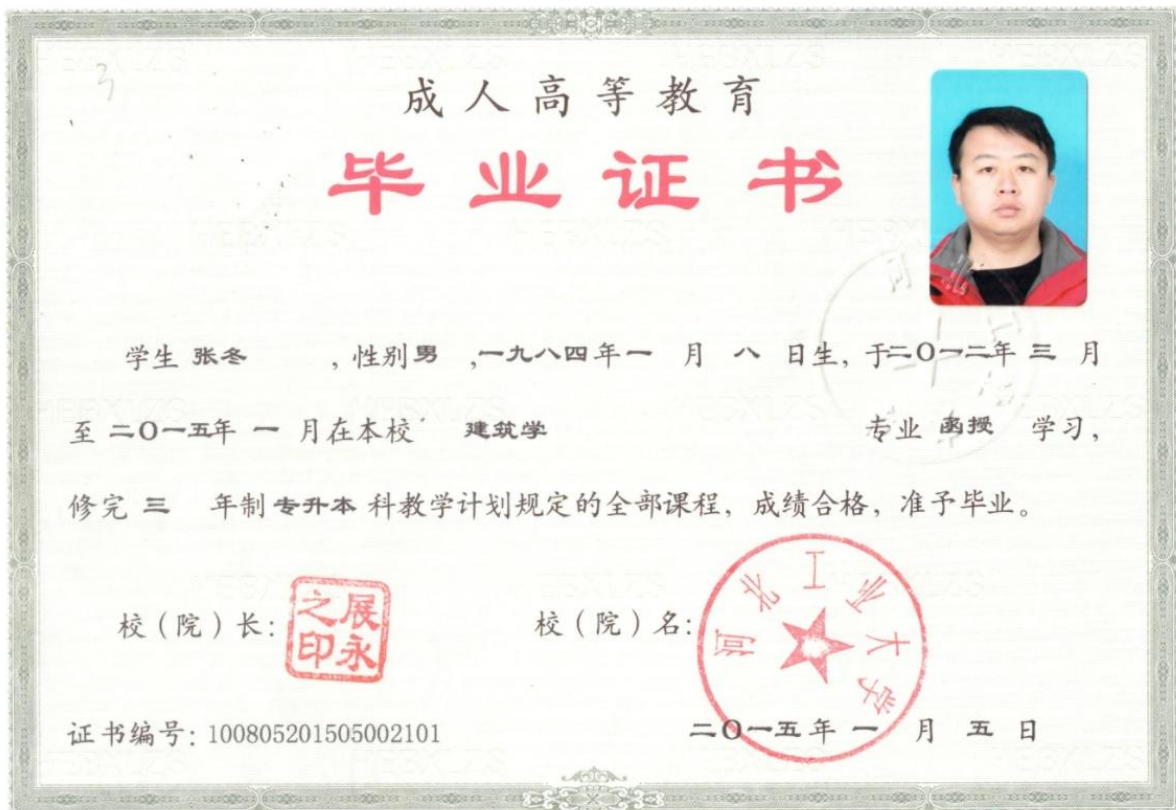 3
成人高等教育
毕业证书
学生 张冬 ，性别 男 ，一九八四年 一 月 八 日生，于二〇一二年 三 月
至 二〇一五年 一 月在本校 建筑学 专业 函授 学习，
修完 三 年制 专升本 科教学计划规定的全部课程，成绩合格，准予毕业。
校（院）长：
展永之印
校（院）名：
河北工业大学
证书编号：100805201505002101
二〇一五年 一 月 五 日